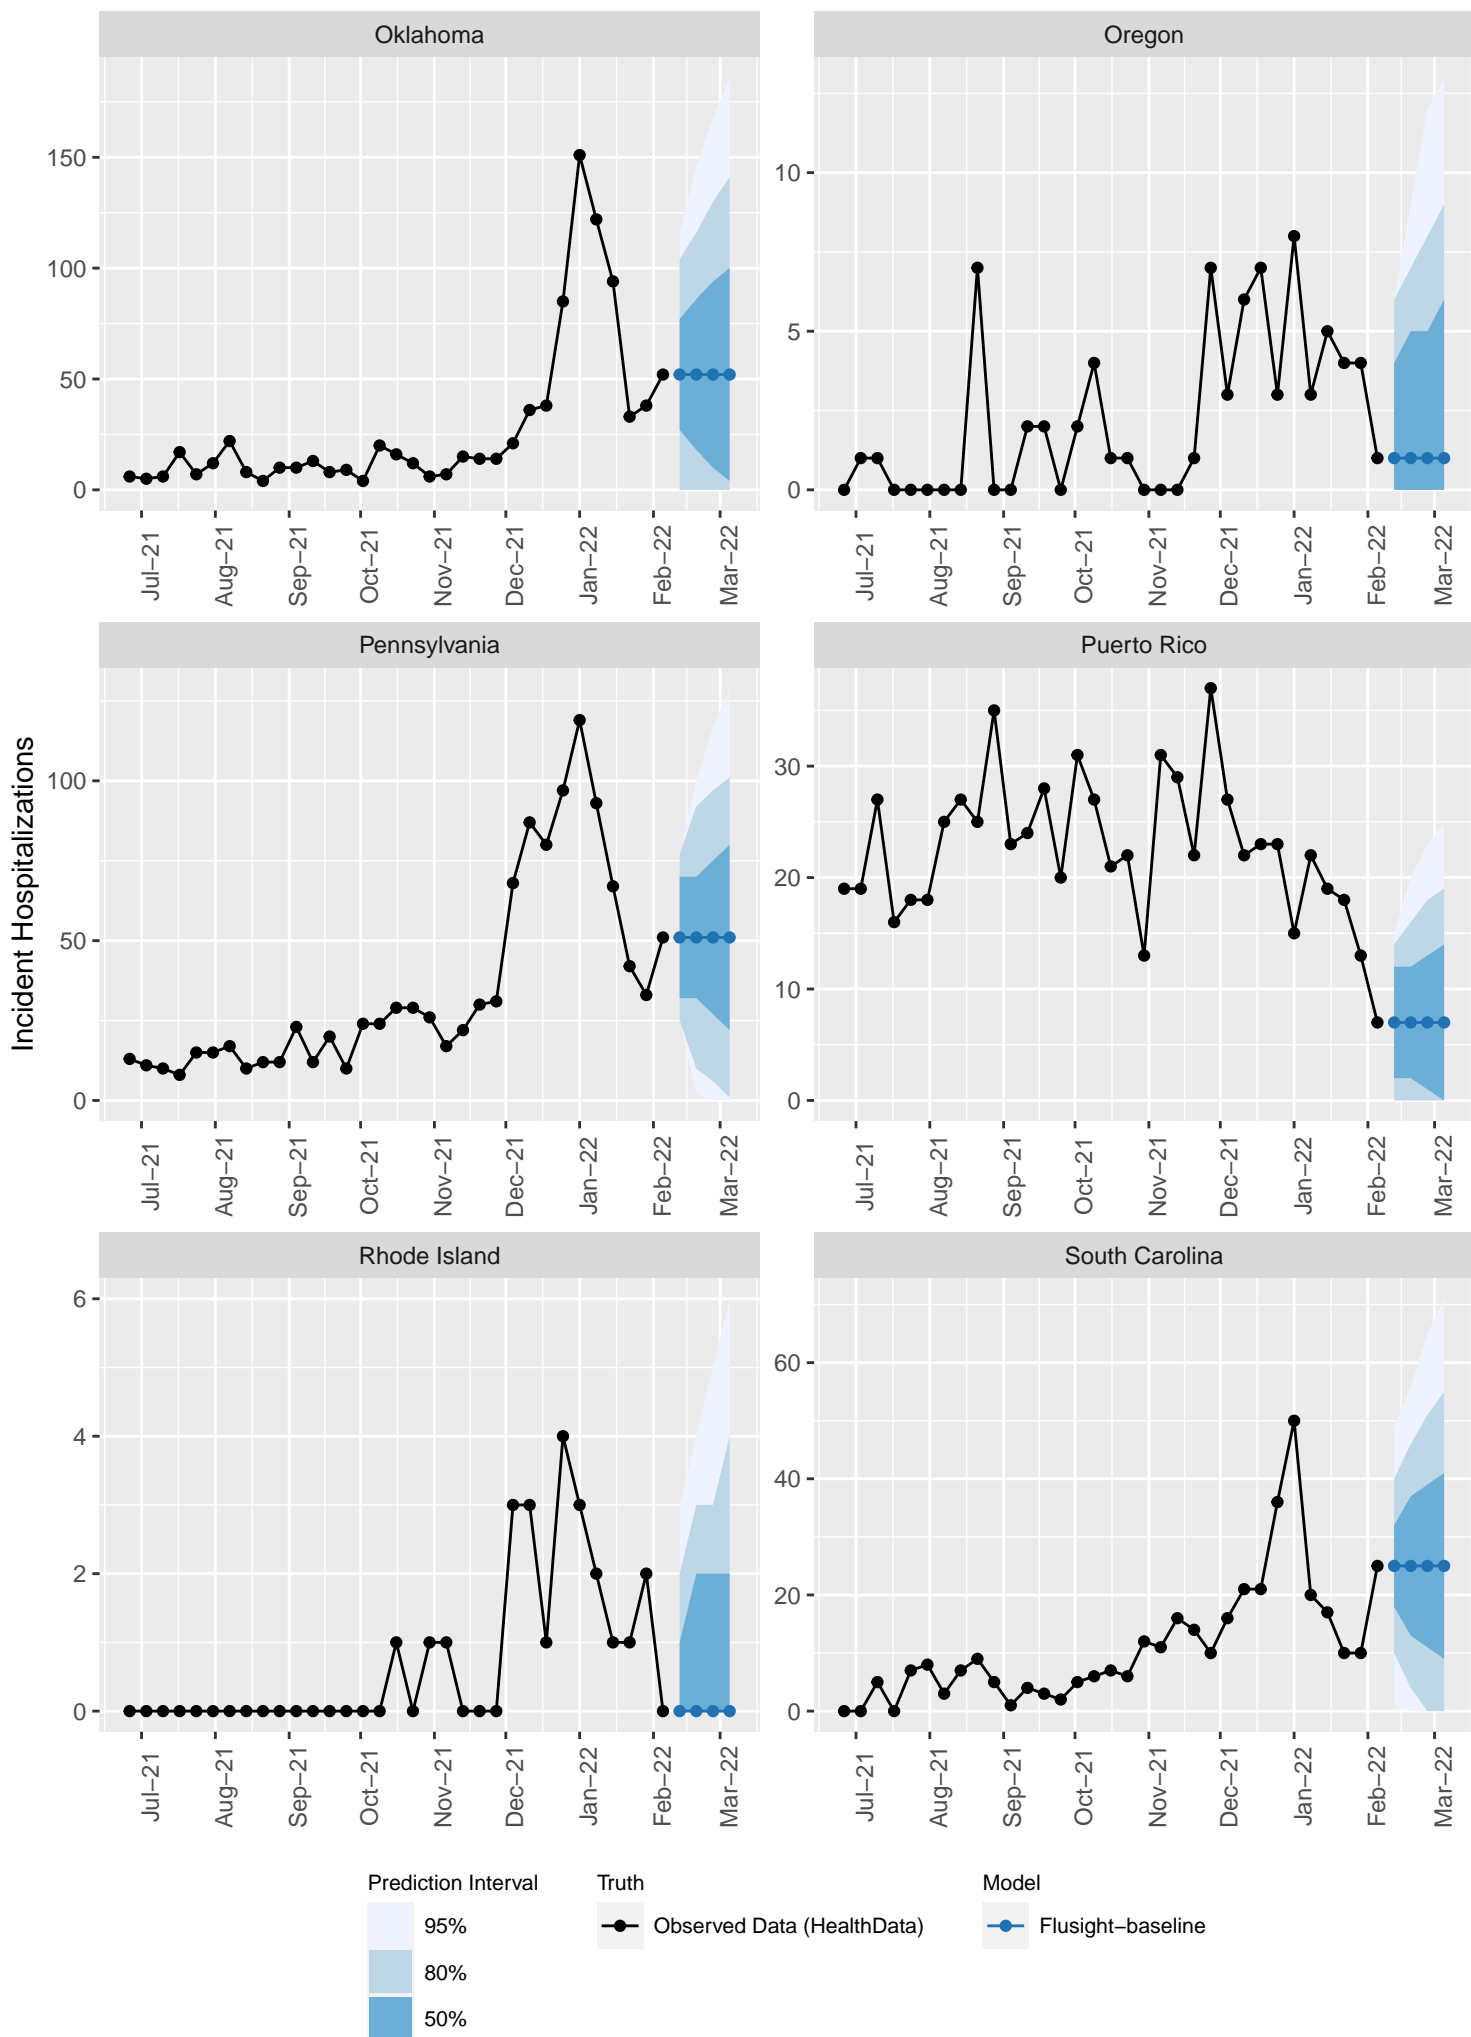 Oklahoma
Oregon
150
100
50
0
Jul−21
Aug−21
Sep−21
Oct−21
Nov−21
Dec−21
Jan−22
Feb−22
Mar−22
10
5
0
Jul−21
Aug−21
Sep−21
Oct−21
Nov−21
Dec−21
Jan−22
Feb−22
Mar−22
Incident Hospitalizations
Pennsylvania
Puerto Rico
100
50
0
Jul−21
Aug−21
Sep−21
Oct−21
Nov−21
Dec−21
Jan−22
Feb−22
Mar−22
30
20
10
0
Jul−21
Aug−21
Sep−21
Oct−21
Nov−21
Dec−21
Jan−22
Feb−22
Mar−22
Rhode Island
South Carolina
6
4
2
0
Jul−21
Aug−21
Sep−21
Oct−21
Nov−21
Dec−21
Jan−22
Feb−22
Mar−22
60
40
20
0
Jul−21
Aug−21
Sep−21
Oct−21
Nov−21
Dec−21
Jan−22
Feb−22
Mar−22
Prediction Interval
95%
80%
50%
Truth
Observed Data (HealthData)
Model
Flusight−baseline